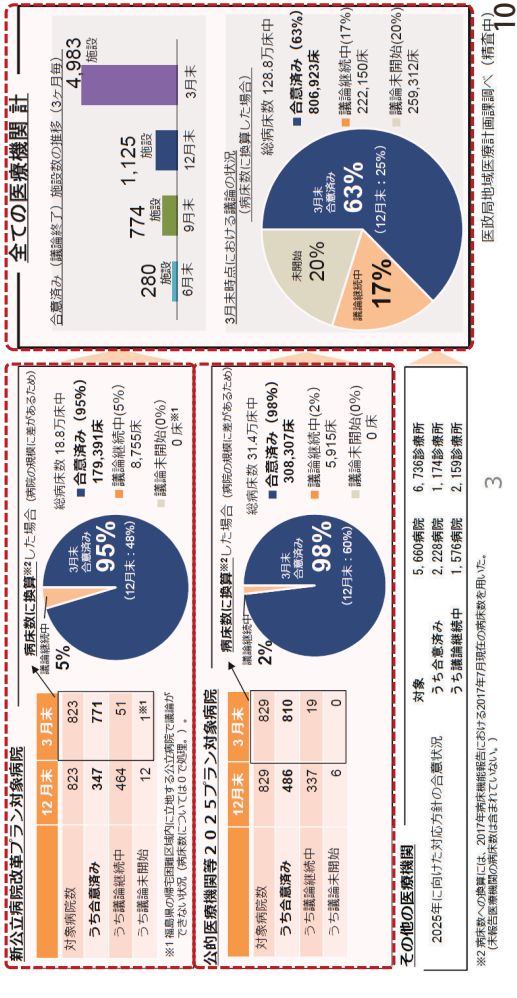 新公立病院改革プラン対象病院
12月末 3月末
対象病院数 823 823
うち合意済み 347 771
うち議論継続中 464 51
うち議論未開始 12 1※1
※1 福島県の帰宅困難区域内に立地する公立病院で議論が
できない状況（病床数については０で処理。）。
病床数に換算※2した場合（病院の規模に差があるため）
総病床数 18.8万床中
合意済み（95%）
179,391床
議論継続中(5%)
8,755床
議論未開始(0%)
０床※1
議論継続中
5%
3月末
合意済み
95%
（12月末：48%）
公的医療機関等２０２５プラン対象病院
12月末 3月末
対象病院数 829 829
うち合意済み 486 810
うち議論継続中 337 19
うち議論未開始 6 0
病床数に換算※2した場合（病院の規模に差があるため）
総病床数 31.4万床中
合意済み（98%）
308,307床
議論継続中(2%)
5,915床
議論未開始(0%)
０床
議論継続中
2%
3月末
合意済み
98%
（12月末：60%）
その他の医療機関
2025年に向けた対応方針の合意状況
対象 5,660病院 6,736診療所
うち合意済み 2,228病院 1,174診療所
うち議論継続中 1,576病院 2,159診療所
※2 病床数への換算には、2017年病床機能報告における2017年7月現在の病床数を用いた。
（未報告医療機関の病床数は含まれていない。）
3
全ての医療機関 計
合意済み（議論終了）施設数の推移（3ヶ月毎）
280
施設
774
施設
1,125
施設
4,983
施設
6月末 9月末 12月末 3月末
3月末時点における議論の状況
（病床数に換算した場合）
総病床数 128.8万床中
合意済み（63%）
806,923床
議論継続中(17%)
222,150床
議論未開始(20%)
259,312床
未開始
20%
議論継続中
17%
3月末
合意済み
63%
（12月末：25%）
医政局地域医療計画課調べ（精査中）
10